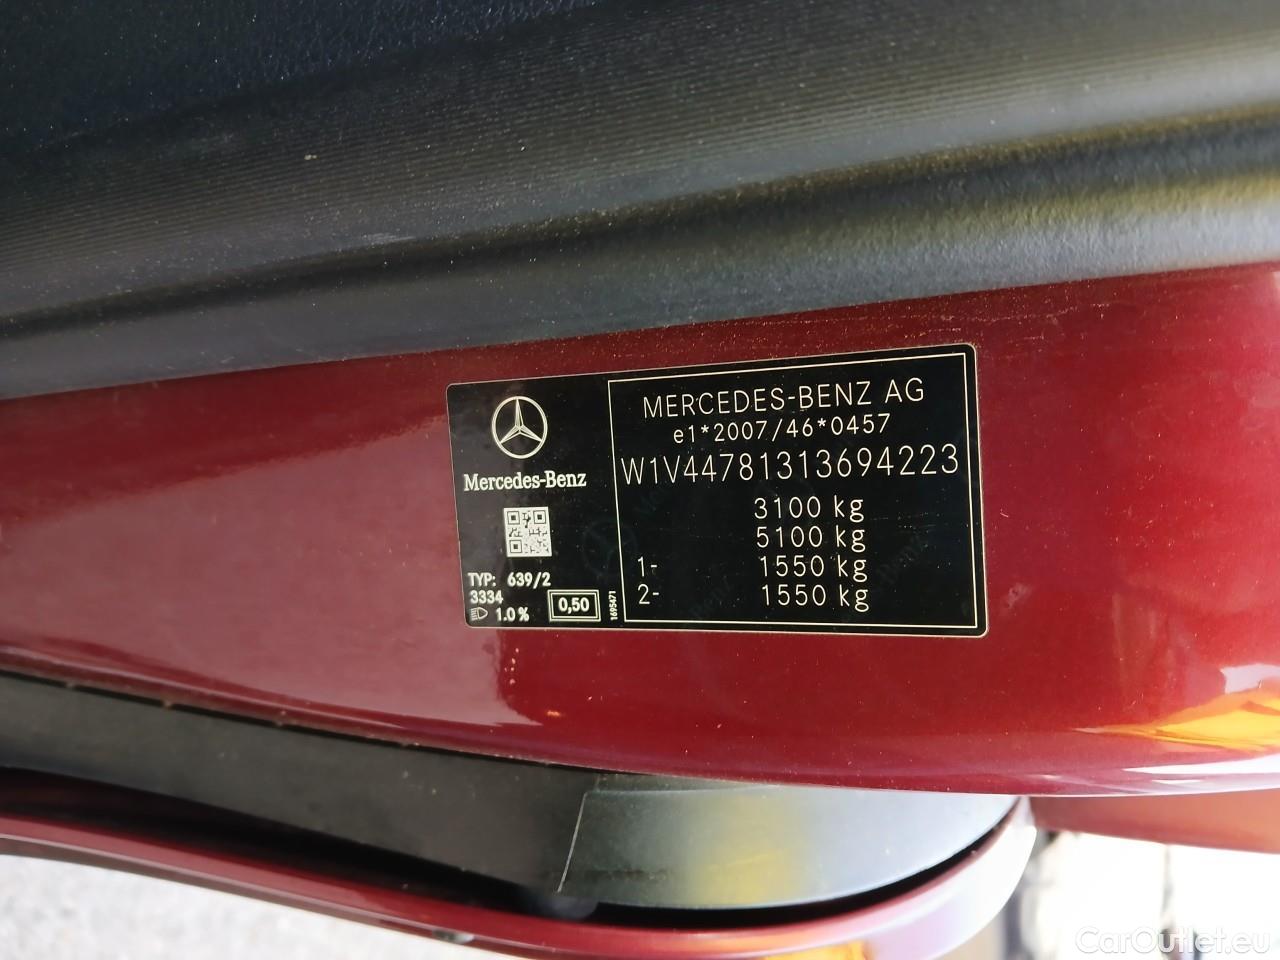 MERCEDES-BENZ AG
e1*2007/46*0457
W1V44781313694223
3100 kg
5100 kg
1- 1550 kg
2- 1550 kg
Mercedes-Benz
TYP: 639/2
3334
1.0%
0,50
1695471
CarOutlet.eu